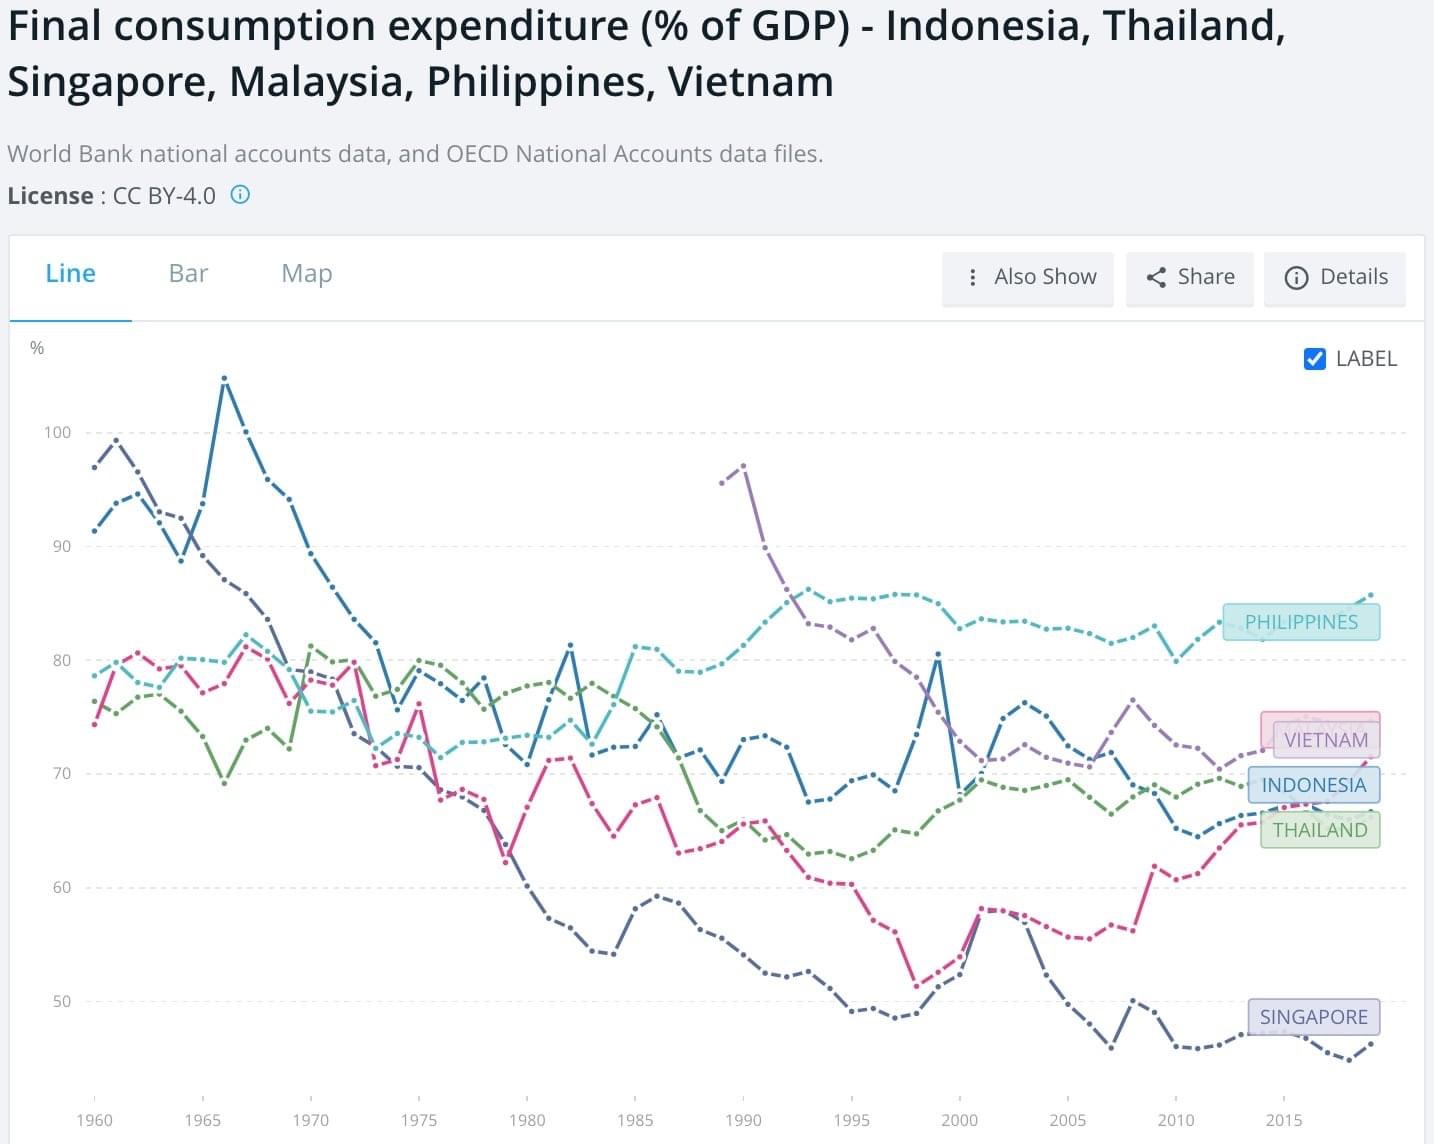 Final consumption expenditure (% of GDP) - Indonesia, Thailand,
Singapore, Malaysia, Philippines, Vietnam
World Bank national accounts data, and OECD National Accounts data files.
License : CC BY-4.0
Line Bar Map Also Show Share Details
%
LABEL
100
90
80
70
60
50
PHILIPPINES
VIETNAM
INDONESIA
THAILAND
SINGAPORE
1960 1965 1970 1975 1980 1985 1990 1995 2000 2005 2010 2015